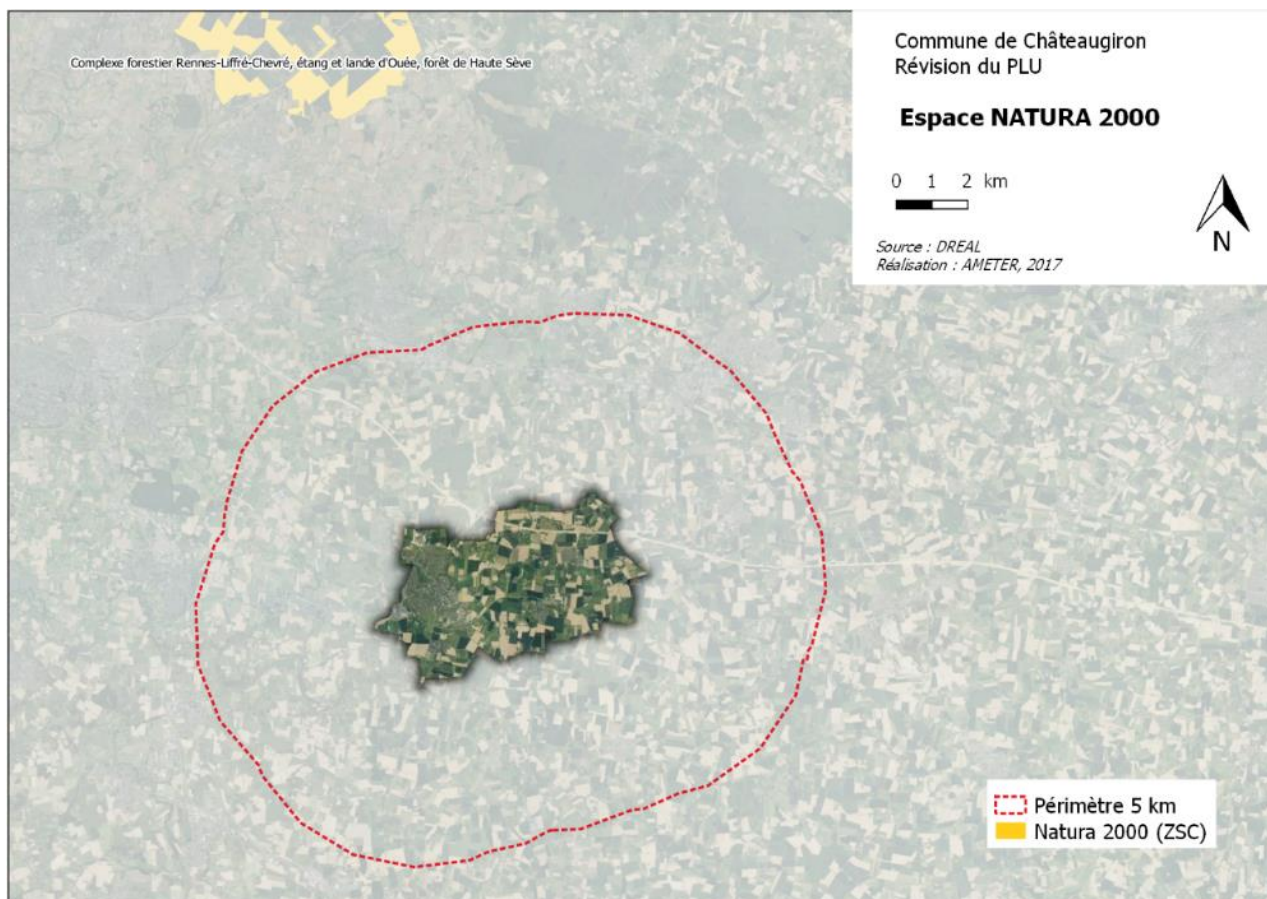 Complexe forestier Rennes-Liffré-Chevré, étang et lande d'Ouée, forêt de Haute Sève
Commune de Châteaugiron
Révision du PLU
Espace NATURA 2000
0 1 2 km
N
Source : DREAL
Réalisation : AMETER, 2017
Périmètre 5 km
Natura 2000 (ZSC)